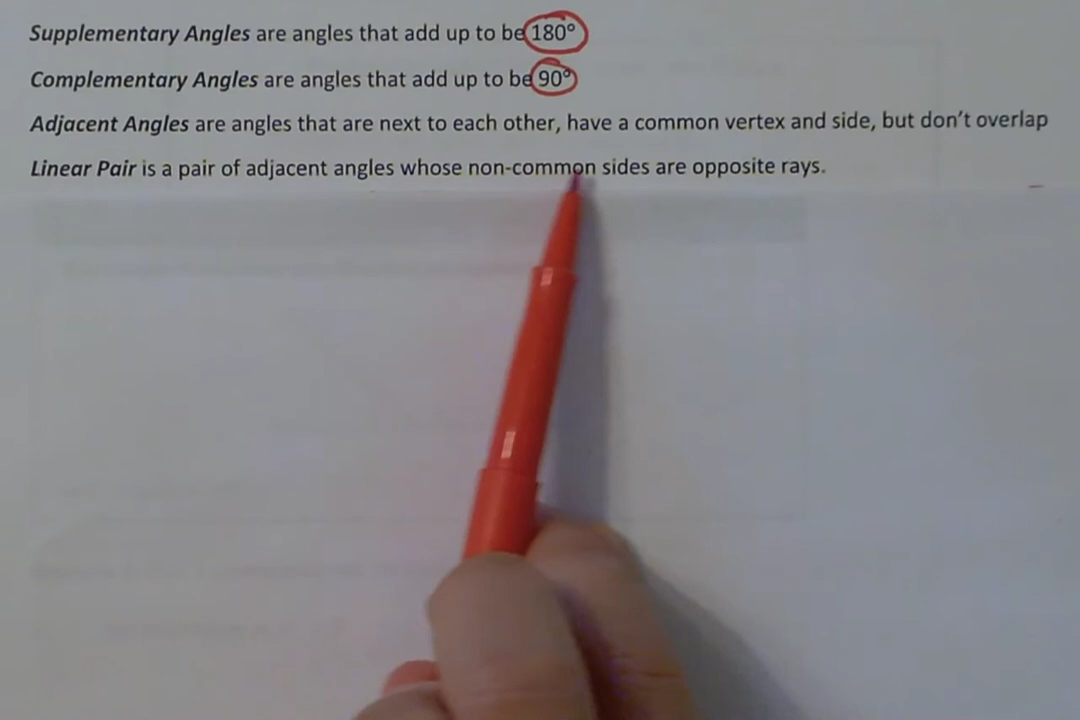 Supplementary Angles are angles that add up to be 180°
Complementary Angles are angles that add up to be 90°
Adjacent Angles are angles that are next to each other, have a common vertex and side, but don't overlap
Linear Pair is a pair of adjacent angles whose non-common sides are opposite rays.